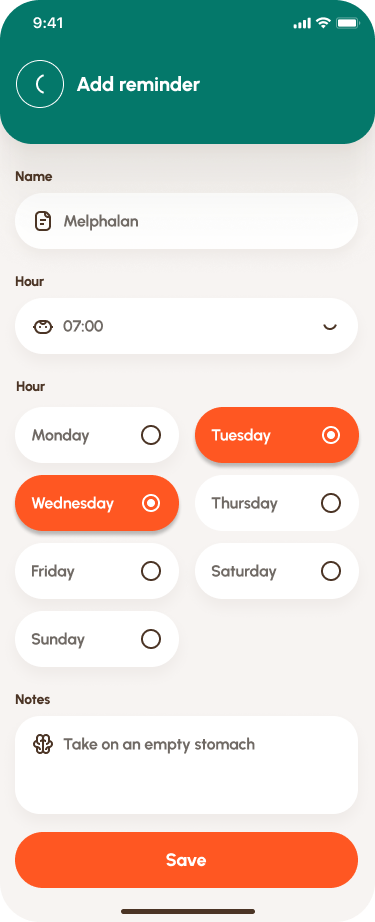 9:41
Add reminder
Name
Melphalan
Hour
07:00
Hour
Monday
Tuesday
Wednesday
Thursday
Friday
Saturday
Sunday
Notes
Take on an empty stomach
Save